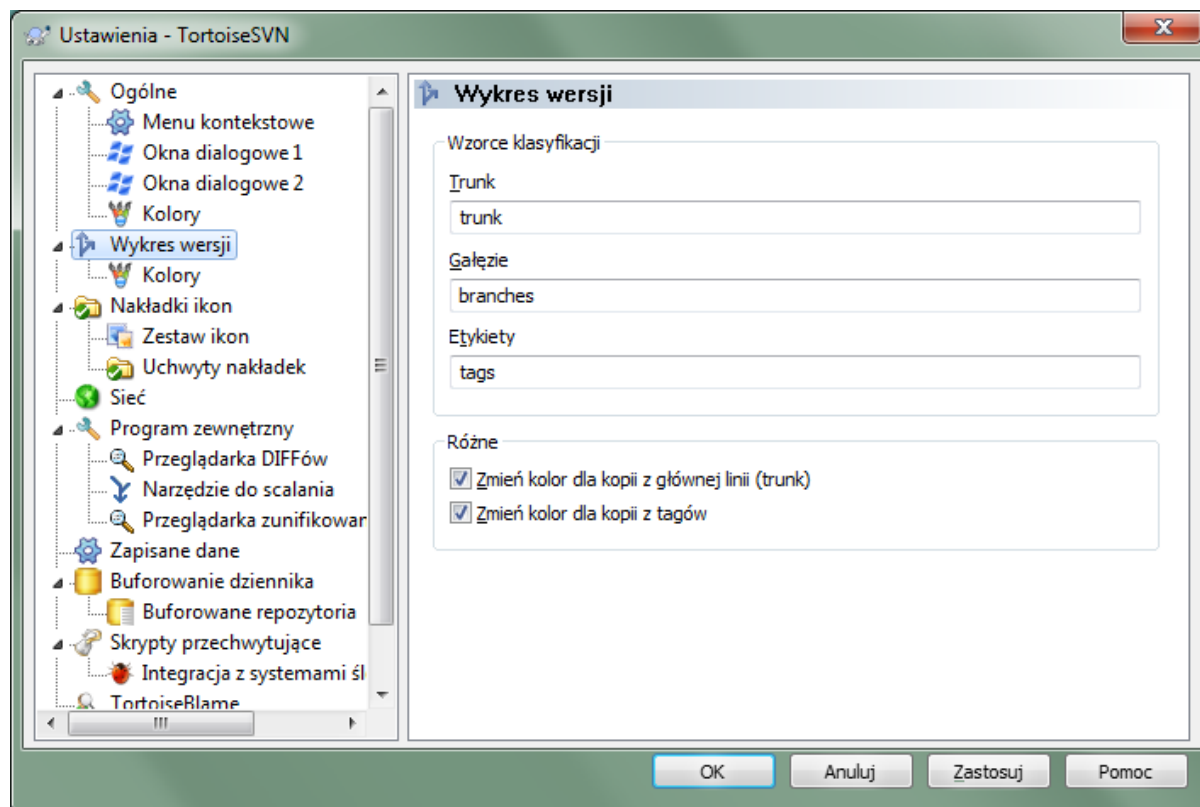 Ustawienia - TortoiseSVN
Ogólne
Menu kontekstowe
Okna dialogowe 1
Okna dialogowe 2
Kolory
Wykres wersji
Kolory
Nakładki ikon
Zestaw ikon
Uchwyty nakładek
Sieć
Program zewnętrzny
Przeglądarka DIFFów
Narzędzie do scalania
Przeglądarka zunifikowan
Zapisane dane
Buforowanie dziennika
Buforowane repozytoria
Skrypty przechwytujące
Integracja z systemami śl
TortoiseBlame
Wykres wersji
Wzorce klasyfikacji
Trunk
trunk
Gałęzie
branches
Etykiety
tags
Różne
Zmień kolor dla kopii z głównej linii (trunk)
Zmień kolor dla kopii z tagów
OK
Anuluj
Zastosuj
Pomoc